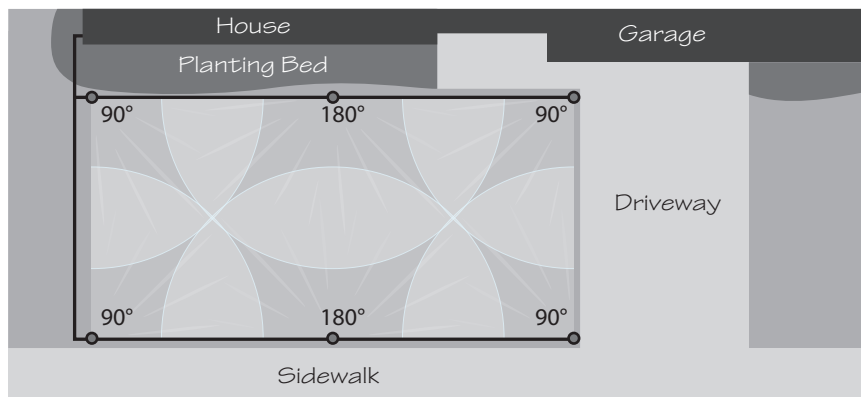 House
Garage
Planting Bed
90° 180° 90°
Driveway
90° 180° 90°
Sidewalk